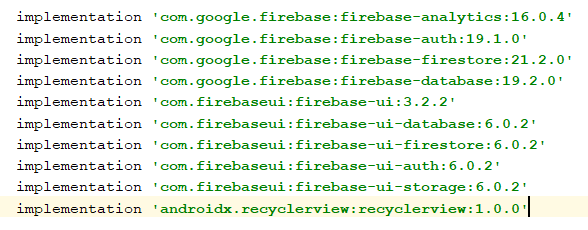 implementation 'com.google.firebase:firebase-analytics:16.0.4'
implementation 'com.google.firebase:firebase-auth:19.1.0'
implementation 'com.google.firebase:firebase-firestore:21.2.0'
implementation 'com.google.firebase:firebase-database:19.2.0'
implementation 'com.firebaseui:firebase-ui:3.2.2'
implementation 'com.firebaseui:firebase-ui-database:6.0.2'
implementation 'com.firebaseui:firebase-ui-firestore:6.0.2'
implementation 'com.firebaseui:firebase-ui-auth:6.0.2'
implementation 'com.firebaseui:firebase-ui-storage:6.0.2'
implementation 'androidx.recyclerview:recyclerview:1.0.0'